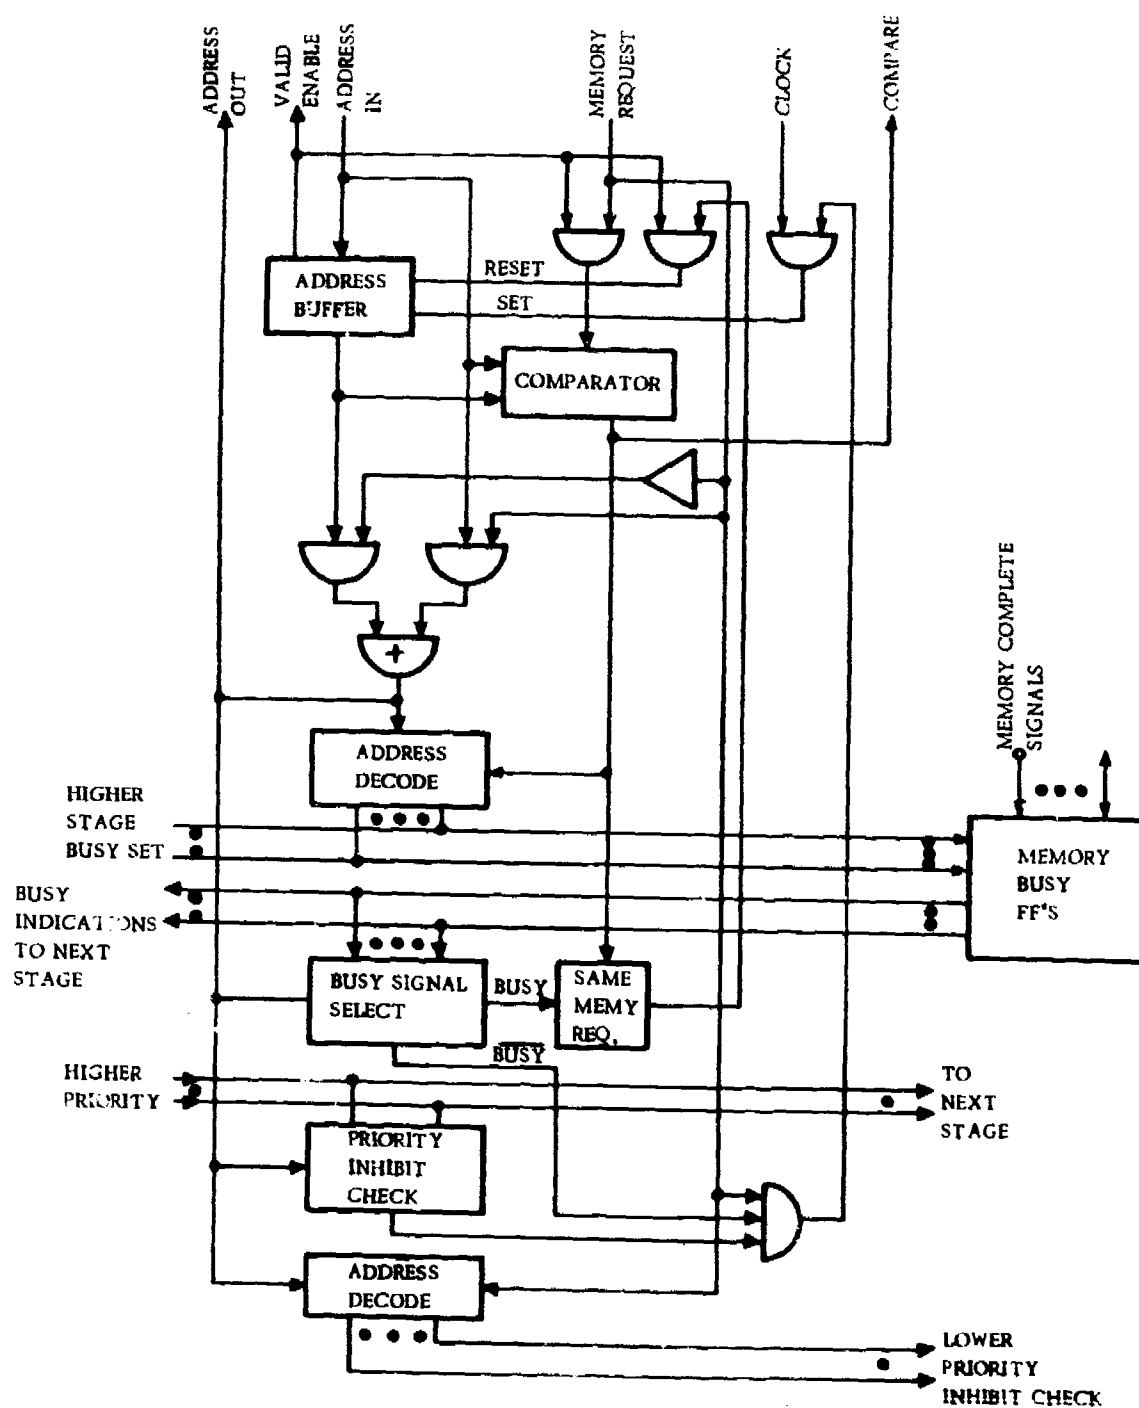 ADDRESS
OUT
VALID
ENABLE
ADDRESS
IN
MEMORY
REQUEST
CLOCK
COMPARE
ADDRESS
BUFFER
RESET
SET
COMPARATOR
+
MEMORY COMPLETE
SIGNALS
ADDRESS
DECODE
HIGHER
STAGE
BUSY SET
MEMORY
BUSY
FF'S
BUSY
INDICATIONS
TO NEXT
STAGE
BUSY SIGNAL
SELECT
BUSY
SAME
MEMY
REQ.
BUSY
HIGHER
PRIORITY
TO
NEXT
STAGE
PRIORITY
INHIBIT
CHECK
ADDRESS
DECODE
LOWER
PRIORITY
INHIBIT CHECK